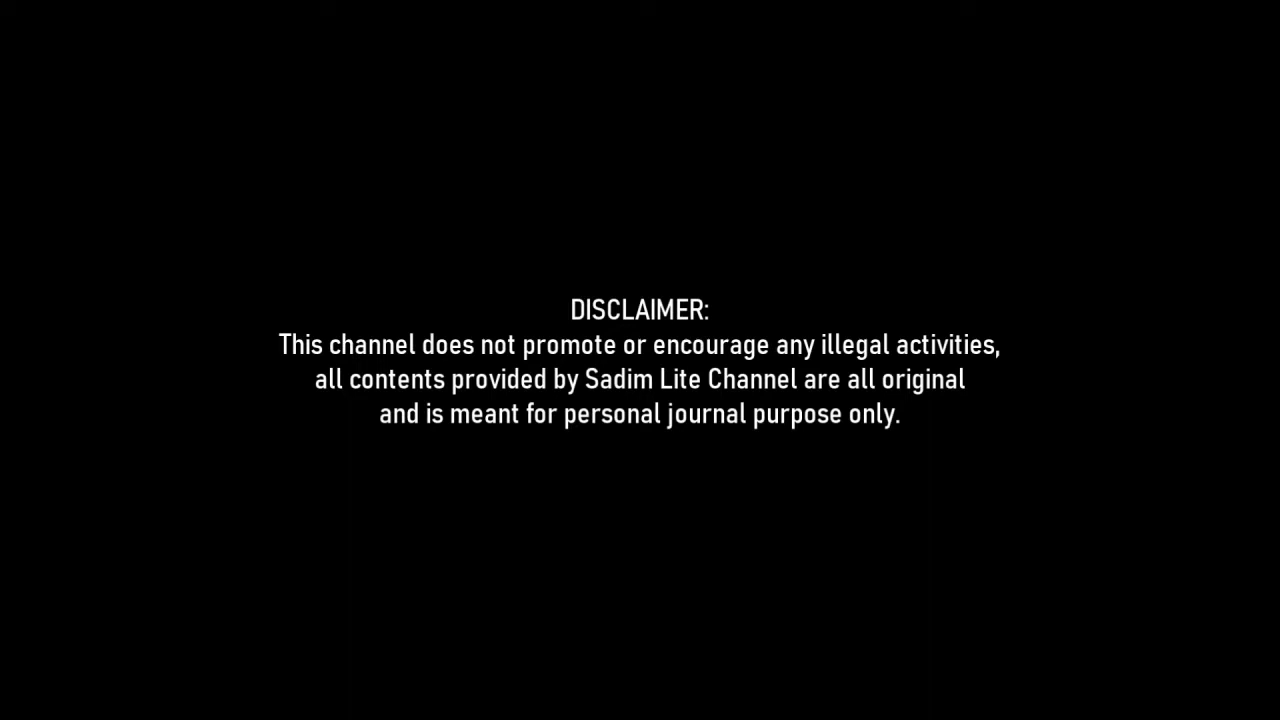 DISCLAIMER:
This channel does not promote or encourage any illegal activities,
all contents provided by Sadim Lite Channel are all original
and is meant for personal journal purpose only.